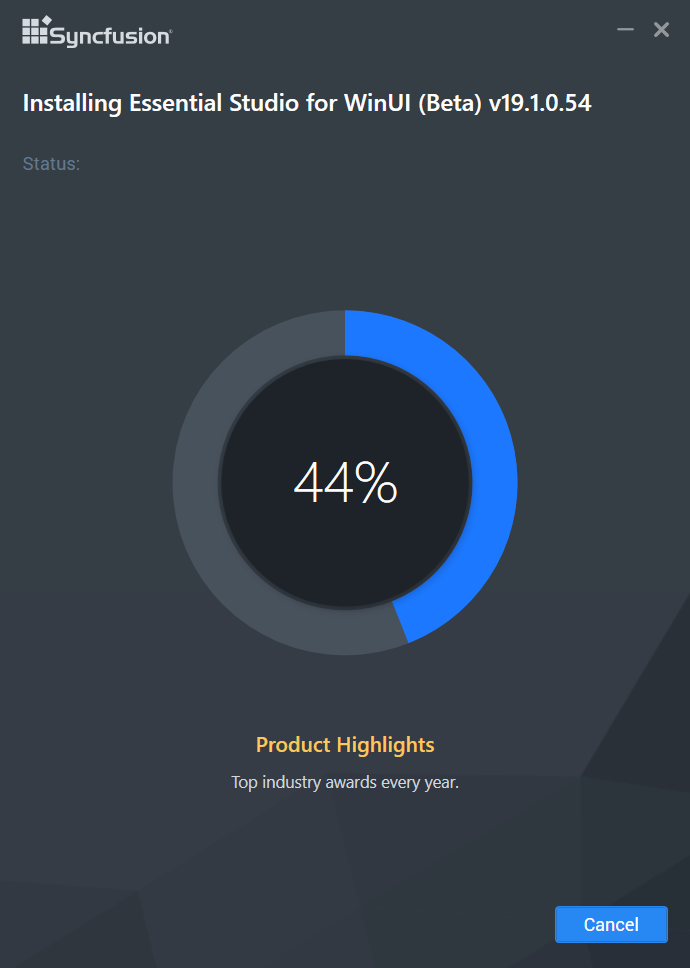 Syncfusion®
Installing Essential Studio for WinUI (Beta) v19.1.0.54
Status:
44%
Product Highlights
Top industry awards every year.
Cancel